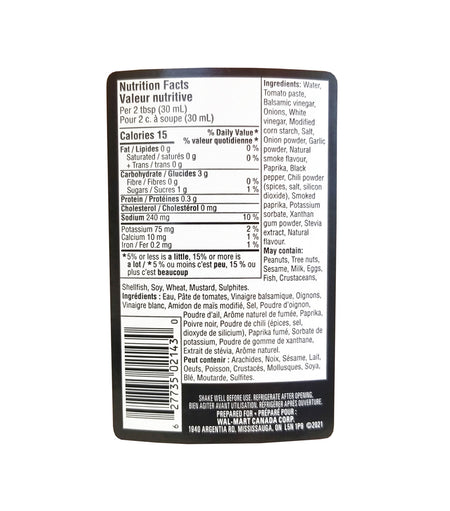 Nutrition Facts
Valeur nutritive
Per 2 tbsp (30 mL)
Pour 2 c. à soupe (30 mL)
Calories 15
% Daily Value*
% valeur quotidienne*
Fat / Lipides 0 g 0 %
Saturated / saturés 0 g 0 %
+ Trans / trans 0 g
Carbohydrate / Glucides 3 g
Fibre / Fibres 0 g 0 %
Sugars / Sucres 1 g 1 %
Protein / Protéines 0.3 g
Cholesterol / Cholestérol 0 mg
Sodium 240 mg 10 %
Potassium 75 mg 2 %
Calcium 10 mg 1 %
Iron / Fer 0.2 mg 1 %
*5% or less is a little, 15% or more is
a lot / *5 % ou moins c'est peu, 15 % ou
plus c'est beaucoup
Ingredients: Water,
Tomato paste,
Balsamic vinegar,
Onions, White
vinegar, Modified
corn starch, Salt,
Onion powder, Garlic
powder, Natural
smoke flavour,
Paprika, Black
pepper, Chili powder
(spices, salt, silicon
dioxide), Smoked
paprika, Potassium
sorbate, Xanthan
gum powder, Stevia
extract, Natural
flavour.
May contain:
Peanuts, Tree nuts,
Sesame, Milk, Eggs,
Fish, Crustaceans,
Shellfish, Soy, Wheat, Mustard, Sulphites.
Ingrédients : Eau, Pâte de tomates, Vinaigre balsamique, Oignons,
Vinaigre blanc, Amidon de maïs modifié, Sel, Poudre d'oignon,
Poudre d'ail, Arôme naturel de fumée, Paprika,
Poivre noir, Poudre de chili (épices, sel,
dioxyde de silicium), Paprika fumé, Sorbate de
potassium, Poudre de gomme de xanthane,
Extrait de stévia, Arôme naturel.
Peut contenir : Arachides, Noix, Sésame, Lait,
Oeufs, Poisson, Crustacés, Mollusques, Soya,
Blé, Moutarde, Sulfites.
6 27735 02143 0
SHAKE WELL BEFORE USE. REFRIGERATE AFTER OPENING.
BIEN AGITER AVANT UTILISATION. RÉFRIGÉRER APRÈS OUVERTURE.
PREPARED FOR • PRÉPARÉ POUR :
WAL-MART CANADA CORP.
1940 ARGENTIA RD, MISSISSAUGA, ON, L5N 1P9 ©2021